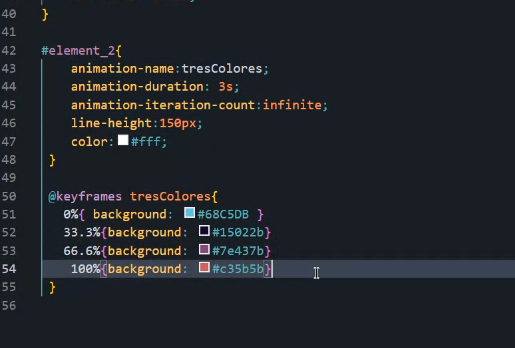 40 }
41
42 #element_2{
43 animation-name:tresColores;
44 animation-duration: 3s;
45 animation-iteration-count:infinite;
46 line-height:150px;
47 color: #fff;
48 }
49
50 @keyframes tresColores{
51 0%{ background: #68C5DB }
52 33.3%{background: #15022b}
53 66.6%{background: #7e437b}
54 100%{background: #c35b5b}
55 }
56